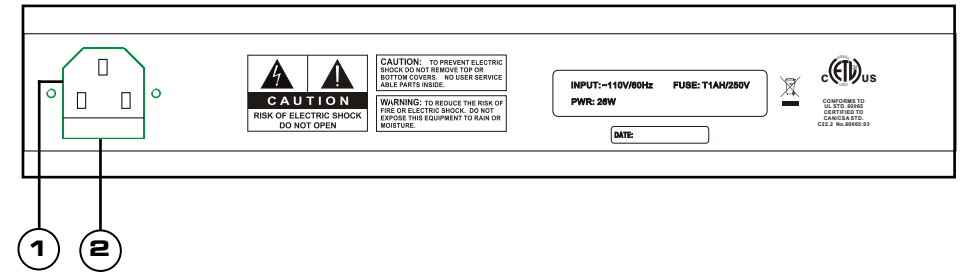 CAUTION
RISK OF ELECTRIC SHOCK
DO NOT OPEN
CAUTION: TO PREVENT ELECTRIC
SHOCK DO NOT REMOVE TOP OR
BOTTOM COVERS. NO USER SERVICE
ABLE PARTS INSIDE.
WARNING: TO REDUCE THE RISK OF
FIRE OR ELECTRIC SHOCK. DO NOT
EXPOSE THIS EQUIPMENT TO RAIN OR
MOISTURE.
INPUT:~110V/60Hz FUSE: T1AH/250V
PWR: 26W
DATE:
c ETL US
CONFORMS TO
UL STD. 60065
CERTIFIED TO
CAN/CSA STD.
C22.2 No.60065:03
1 2